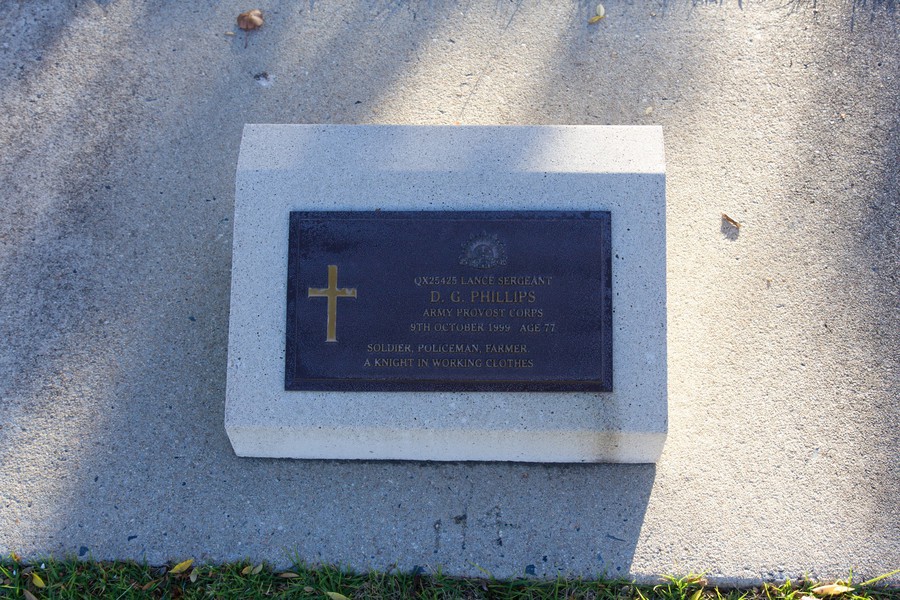 QX25425 LANCE SERGEANT
D. G. PHILLIPS
ARMY PROVOST CORPS
9TH OCTOBER 1999 AGE 77
SOLDIER, POLICEMAN, FARMER.
A KNIGHT IN WORKING CLOTHES